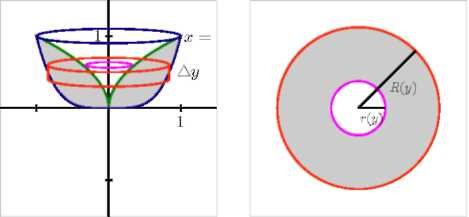 1
x =
△y
1
R(y)
r(y)